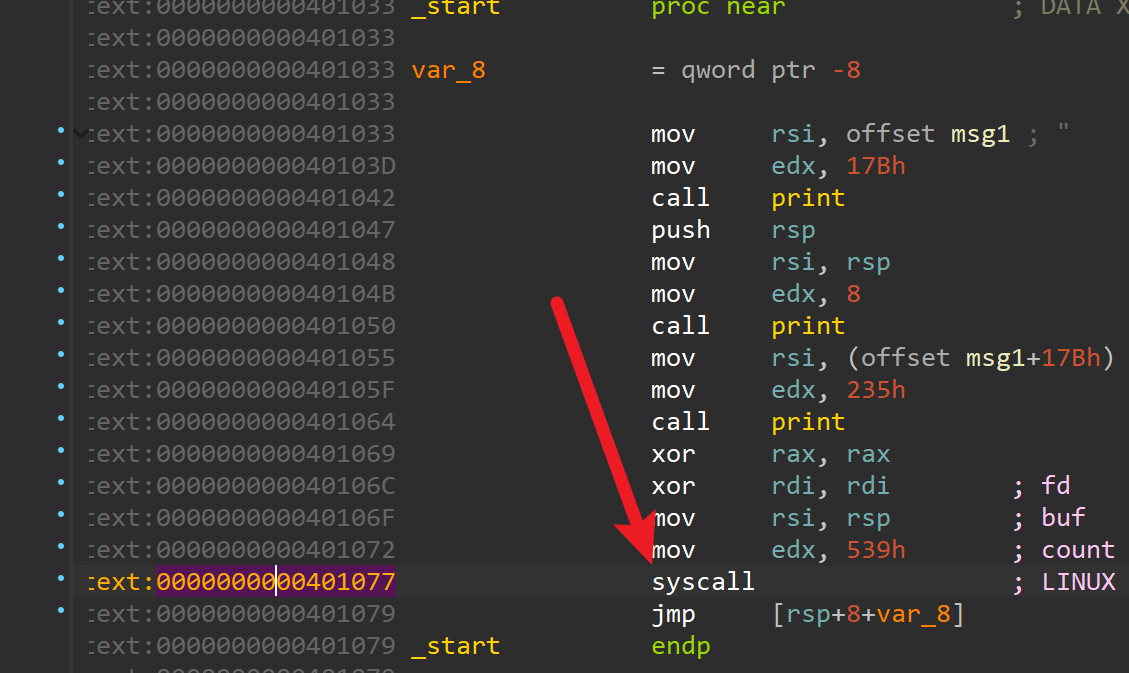 :ext:0000000000401033 _start proc near ; DATA X
:ext:0000000000401033
:ext:0000000000401033 var_8 = qword ptr -8
:ext:0000000000401033
:ext:0000000000401033 mov rsi, offset msg1 ; "
:ext:000000000040103D mov edx, 17Bh
:ext:0000000000401042 call print
:ext:0000000000401047 push rsp
:ext:0000000000401048 mov rsi, rsp
:ext:000000000040104B mov edx, 8
:ext:0000000000401050 call print
:ext:0000000000401055 mov rsi, (offset msg1+17Bh)
:ext:000000000040105F mov edx, 235h
:ext:0000000000401064 call print
:ext:0000000000401069 xor rax, rax
:ext:000000000040106C xor rdi, rdi ; fd
:ext:000000000040106F mov rsi, rsp ; buf
:ext:0000000000401072 mov edx, 539h ; count
:ext:0000000000401077 syscall ; LINUX
:ext:0000000000401079 jmp [rsp+8+var_8]
:ext:0000000000401079 _start endp